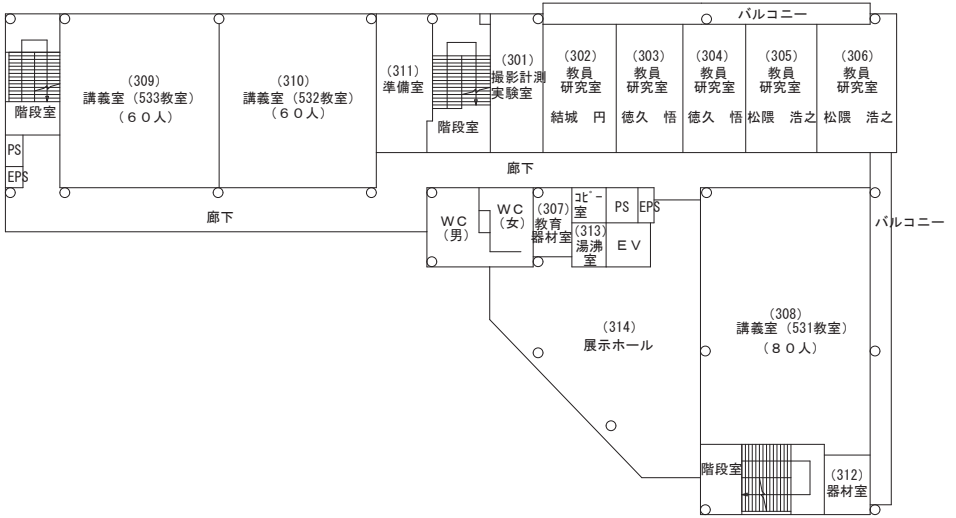 バルコニー
(309)
講義室（533教室）
（６０人）
(310)
講義室（532教室）
（６０人）
(311)
準備室
(301)
撮影計測
実験室
(302)
教員
研究室
結城　円
(303)
教員
研究室
徳久　悟
(304)
教員
研究室
徳久　悟
(305)
教員
研究室
松隈　浩之
(306)
教員
研究室
松隈　浩之
階段室
階段室
PS
EPS
廊下
廊下
ＷＣ
（男）
ＷＣ
（女）
(307)
教育
器材室
ｺﾋﾟｰ
室
PS
EPS
(313)
湯沸
室
ＥＶ
バルコニー
(314)
展示ホール
(308)
講義室（531教室）
（８０人）
階段室
(312)
器材室